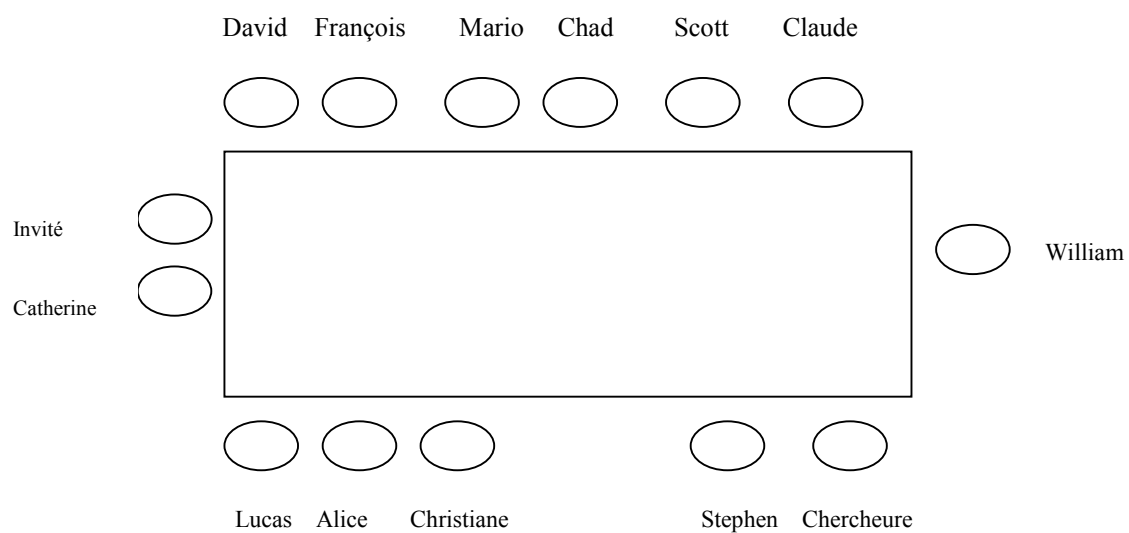 David François Mario Chad Scott Claude
Invité
William
Catherine
Lucas Alice Christiane Stephen Chercheure